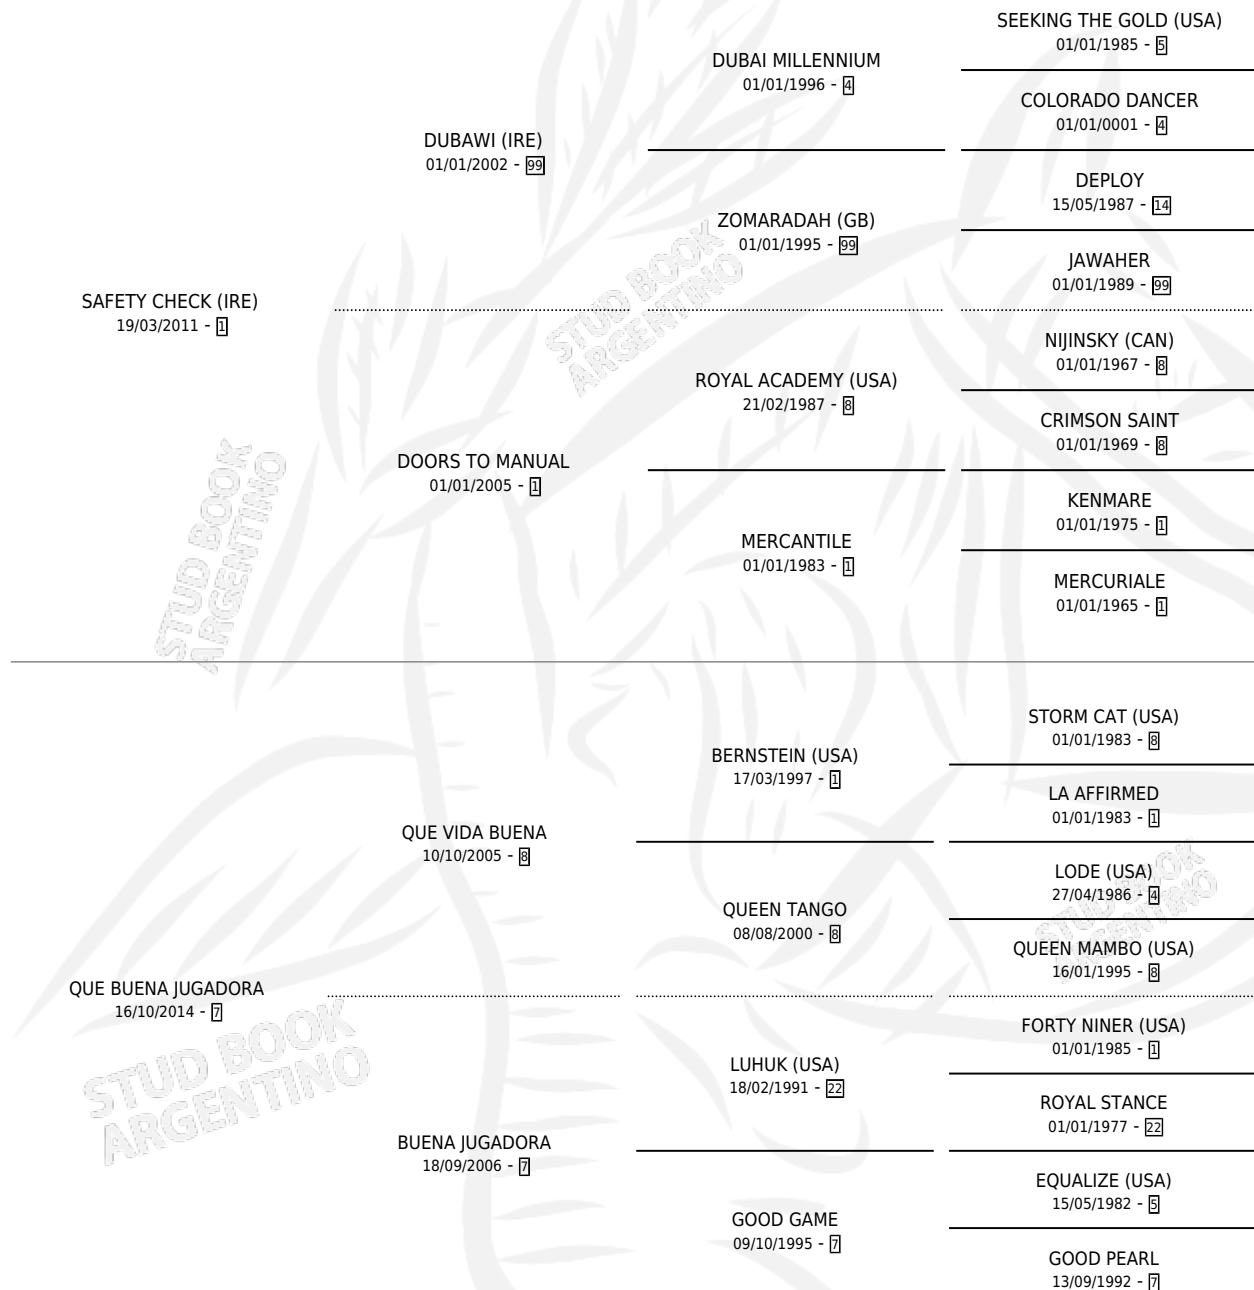 SEEKING THE GOLD (USA)
01/01/1985 - 5
DUBAI MILLENNIUM
01/01/1996 - 4
COLORADO DANCER
01/01/0001 - 4
DUBAWI (IRE)
01/01/2002 - 99
DEPLOY
15/05/1987 - 14
ZOMARADAH (GB)
01/01/1995 - 99
JAWAHER
01/01/1989 - 99
SAFETY CHECK (IRE)
19/03/2011 - 1
STUD BOOK
ARGENTINO
NIJINSKY (CAN)
01/01/1967 - 8
ROYAL ACADEMY (USA)
21/02/1987 - 8
CRIMSON SAINT
01/01/1969 - 8
DOORS TO MANUAL
01/01/2005 - 1
KENMARE
01/01/1975 - 1
MERCANTILE
01/01/1983 - 1
MERCURIALE
01/01/1965 - 1
STUD BOOK
ARGENTINO
STORM CAT (USA)
01/01/1983 - 8
BERNSTEIN (USA)
17/03/1997 - 1
LA AFFIRMED
01/01/1983 - 1
QUE VIDA BUENA
10/10/2005 - 8
LODE (USA)
27/04/1986 - 4
QUEEN TANGO
08/08/2000 - 8
QUEEN MAMBO (USA)
16/01/1995 - 8
STUD BOOK
ARGENTINO
QUE BUENA JUGADORA
16/10/2014 - 7
STUD BOOK
ARGENTINO
FORTY NINER (USA)
01/01/1985 - 1
LUHUK (USA)
18/02/1991 - 22
ROYAL STANCE
01/01/1977 - 22
BUENA JUGADORA
18/09/2006 - 7
EQUALIZE (USA)
15/05/1982 - 5
GOOD GAME
09/10/1995 - 7
GOOD PEARL
13/09/1992 - 7